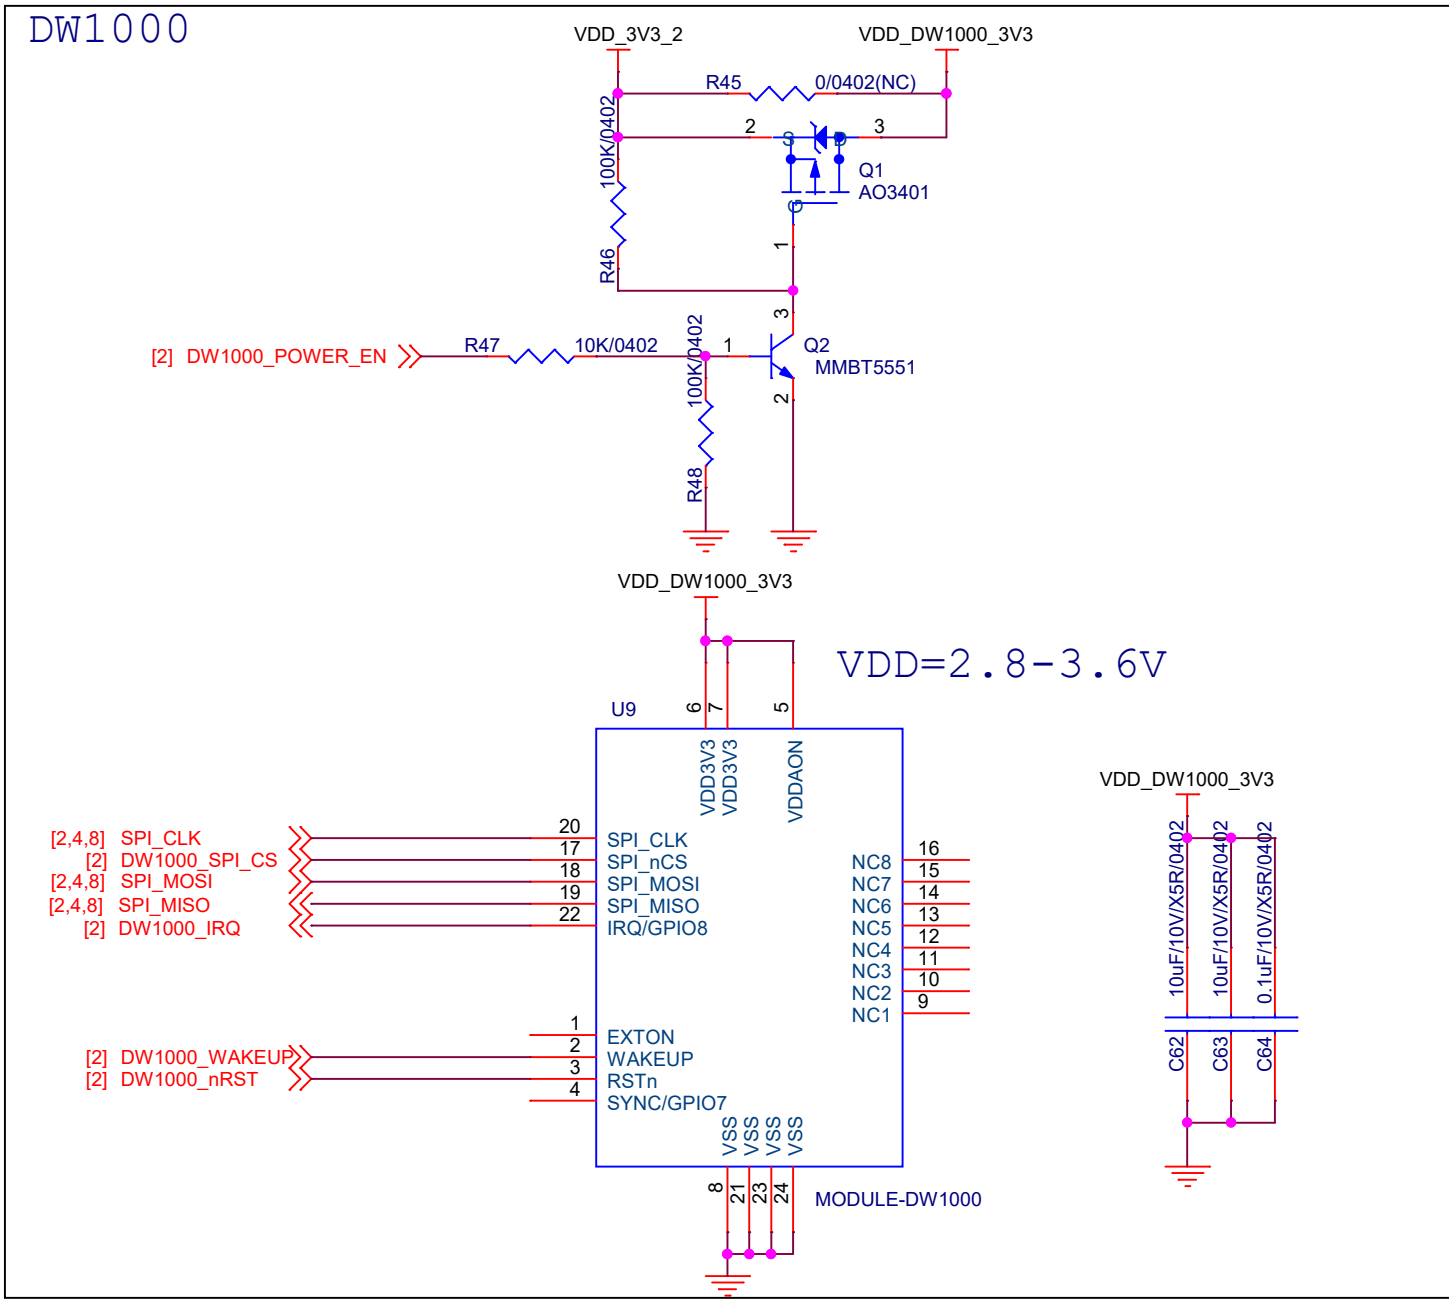 DW1000
VDD_3V3_2
VDD_DW1000_3V3
R45
0/0402(NC)
100K/0402
R46
2
S
D
3
Q1
AO3401
G
1
3
[2] DW1000_POWER_EN
R47
10K/0402
100K/0402
R48
1
Q2
MMBT5551
2
VDD_DW1000_3V3
VDD=2.8-3.6V
U9
6
7
5
VDD3V3
VDD3V3
VDDAON
VDD_DW1000_3V3
[2,4,8] SPI_CLK
20
SPI_CLK
[2] DW1000_SPI_CS
17
SPI_nCS
[2,4,8] SPI_MOSI
18
SPI_MOSI
[2,4,8] SPI_MISO
19
SPI_MISO
[2] DW1000_IRQ
22
IRQ/GPIO8
16
NC8
15
NC7
14
NC6
13
NC5
12
NC4
11
NC3
10
NC2
9
NC1
10uF/10V/X5R/0402
10uF/10V/X5R/0402
0.1uF/10V/X5R/0402
C62
C63
C64
1
EXTON
[2] DW1000_WAKEUP
2
WAKEUP
[2] DW1000_nRST
3
RSTn
4
SYNC/GPIO7
VSS
VSS
VSS
VSS
8
21
23
24
MODULE-DW1000